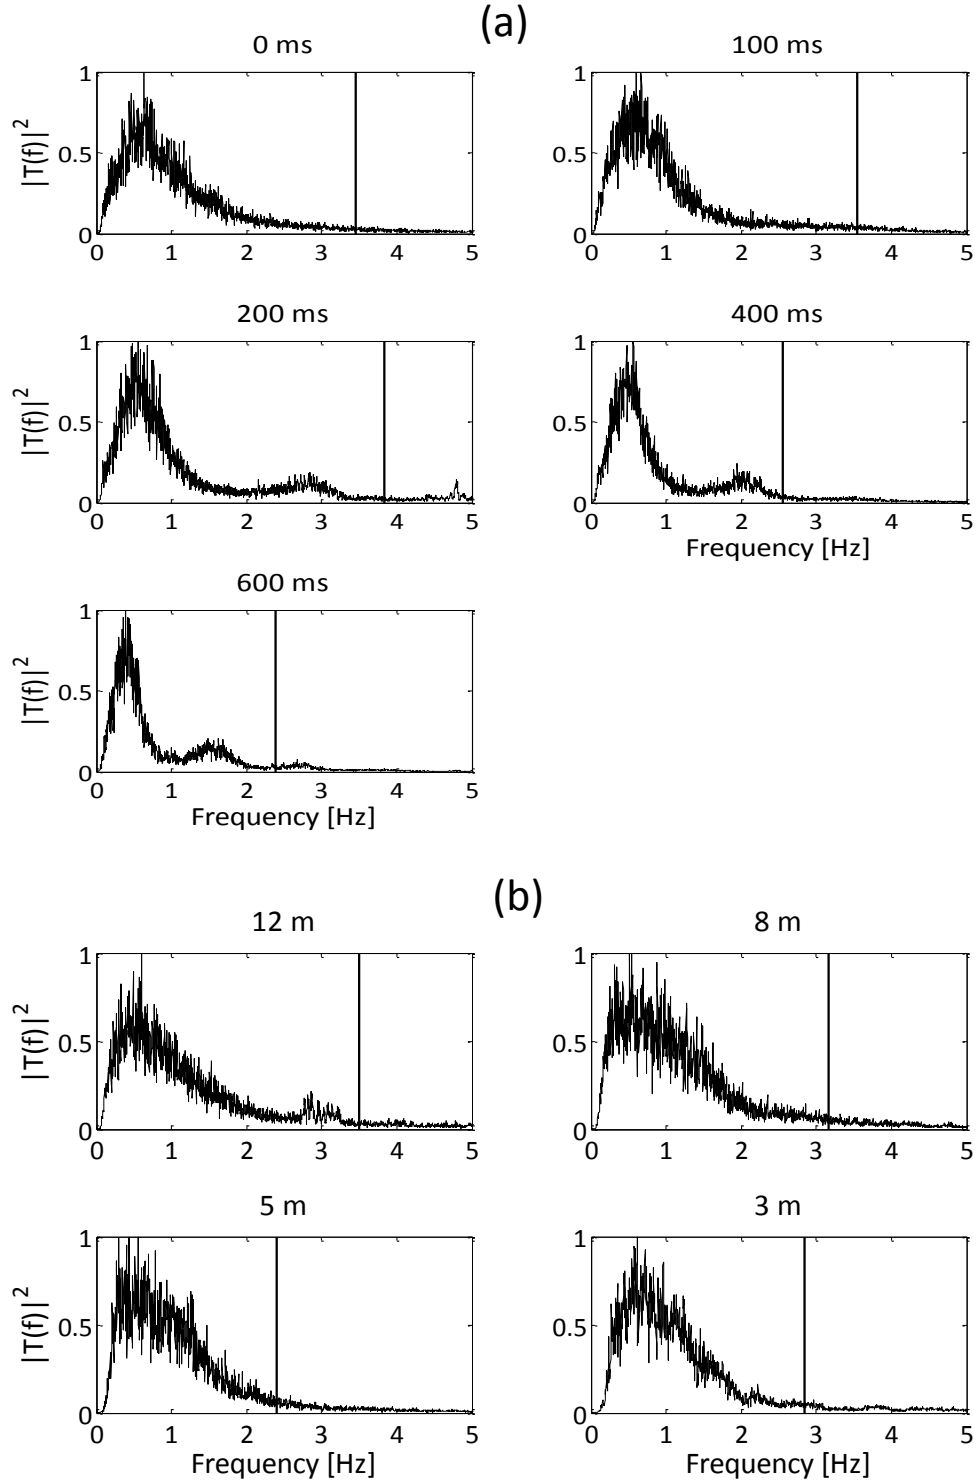 (a)
0 ms
100 ms
|T(f)|²
1
0.5
0
0 1 2 3 4 5
1
0.5
0
0 1 2 3 4 5
200 ms
400 ms
|T(f)|²
1
0.5
0
0 1 2 3 4 5
1
0.5
0
0 1 2 3 4 5
Frequency [Hz]
600 ms
|T(f)|²
1
0.5
0
0 1 2 3 4 5
Frequency [Hz]
(b)
12 m
8 m
|T(f)|²
1
0.5
0
0 1 2 3 4 5
1
0.5
0
0 1 2 3 4 5
5 m
3 m
|T(f)|²
1
0.5
0
0 1 2 3 4 5
Frequency [Hz]
1
0.5
0
0 1 2 3 4 5
Frequency [Hz]